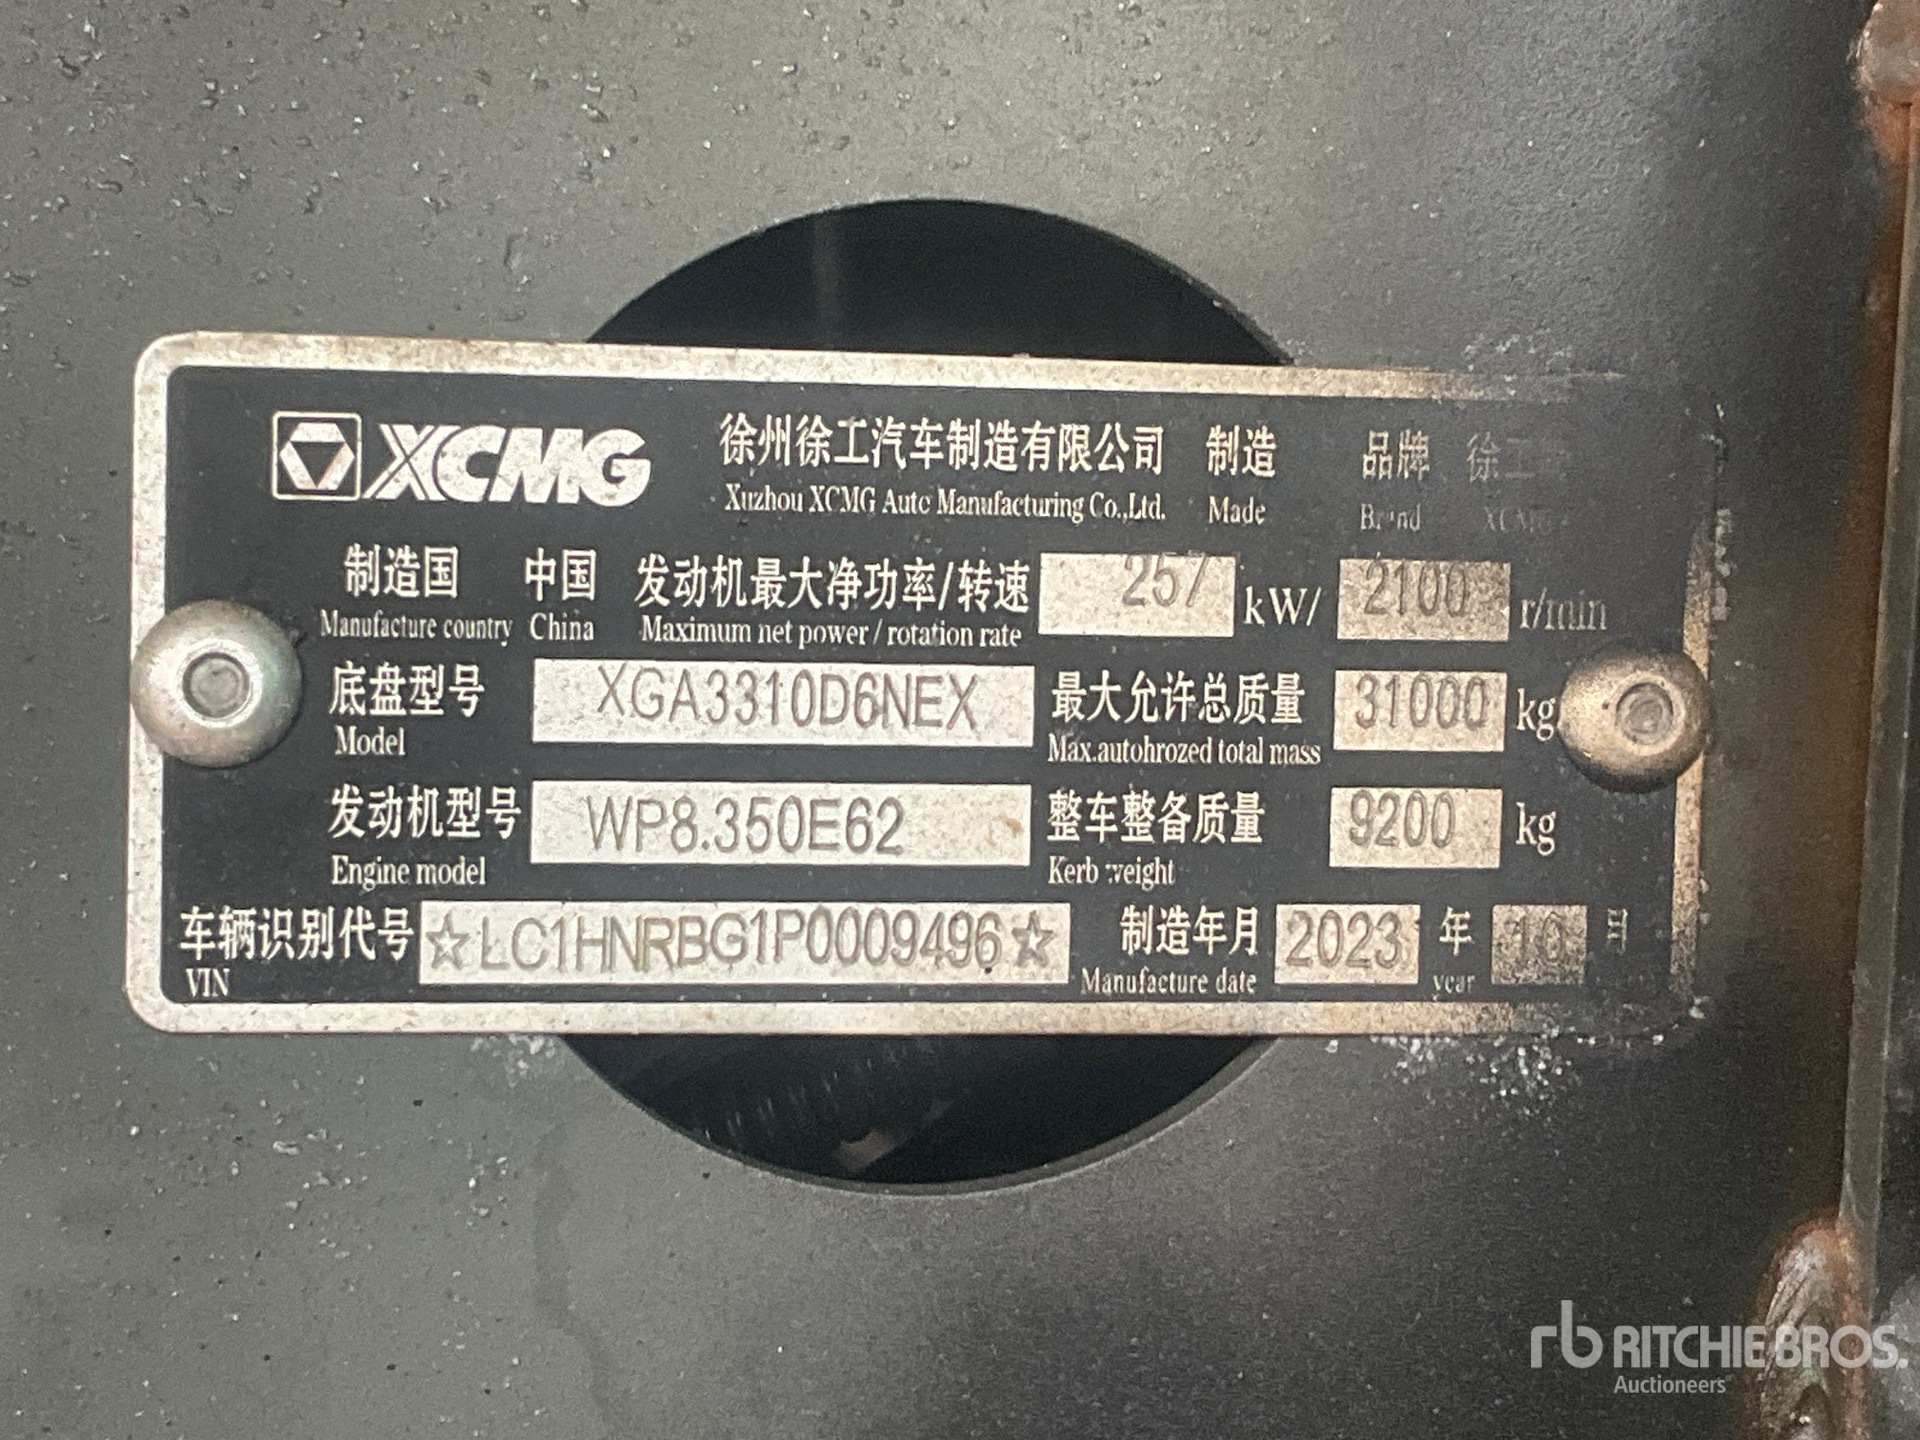 XCMG 徐州徐工汽车制造有限公司 制造 品牌 徐工
Xuzhou XCMG Auto Manufacturing Co.,Ltd. Made Brand XCMG
制造国 中国 发动机最大净功率/转速 257 kW/ 2100 r/min
Manufacture country China Maximum net power / rotation rate
底盘型号 XGA3310D6NEX 最大允许总质量 31000 kg
Model Max.autohrozed total mass
发动机型号 WP8.350E62 整车整备质量 9200 kg
Engine model Kerb weight
车辆识别代号 ☆LC1HNRBG1P0009496☆ 制造年月 2023 年 10 月
VIN Manufacture date year
rb RITCHIE BROS.
Auctioneers